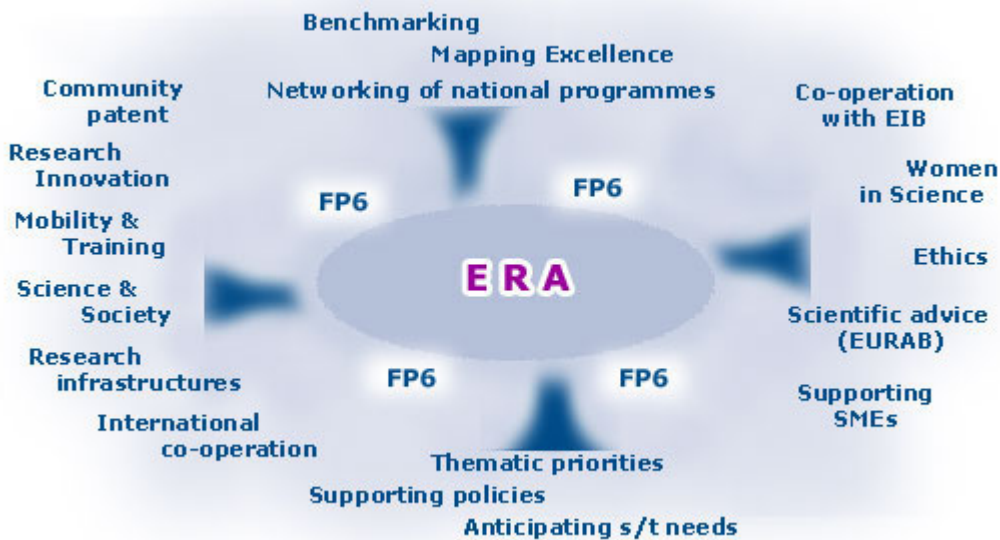 Benchmarking
Mapping Excellence
Networking of national programmes
Community
patent
Research
Innovation
Mobility &
Training
Science &
Society
Research
infrastructures
International
co-operation
FP6
FP6
ERA
FP6
FP6
Co-operation
with EIB
Women
in Science
Ethics
Scientific advice
(EURAB)
Supporting
SMEs
Thematic priorities
Supporting policies
Anticipating s/t needs